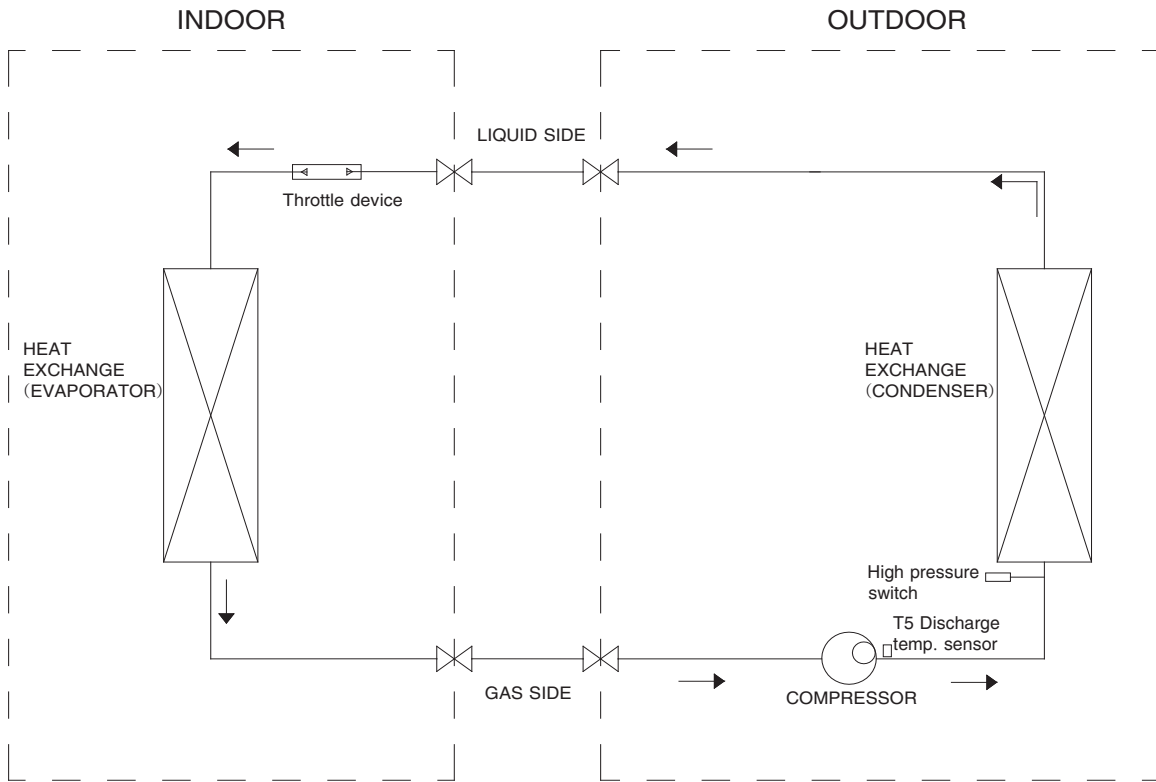 INDOOR
OUTDOOR
LIQUID SIDE
Throttle device
HEAT
EXCHANGE
（EVAPORATOR）
HEAT
EXCHANGE
（CONDENSER）
High pressure
switch
T5 Discharge
temp. sensor
GAS SIDE
COMPRESSOR